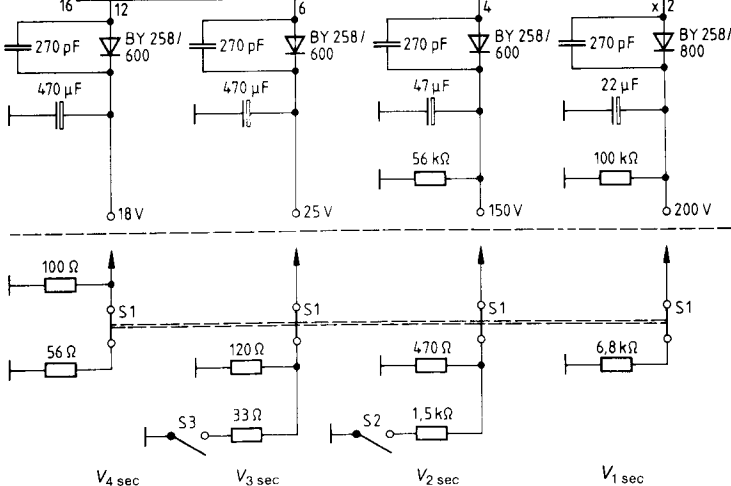 16 12 6 4 x 2
270 pF BY 258/ 600 270 pF BY 258/ 600 270 pF BY 258/ 600 270 pF BY 258/ 800
470 µF 470 µF 47 µF 22 µF
56 kΩ 100 kΩ
18 V 25 V 150 V 200 V
100 Ω
S1 S1 S1 S1
56 Ω 120 Ω 470 Ω 6,8 kΩ
S3 33 Ω S2 1,5 kΩ
V4 sec V3 sec V2 sec V1 sec